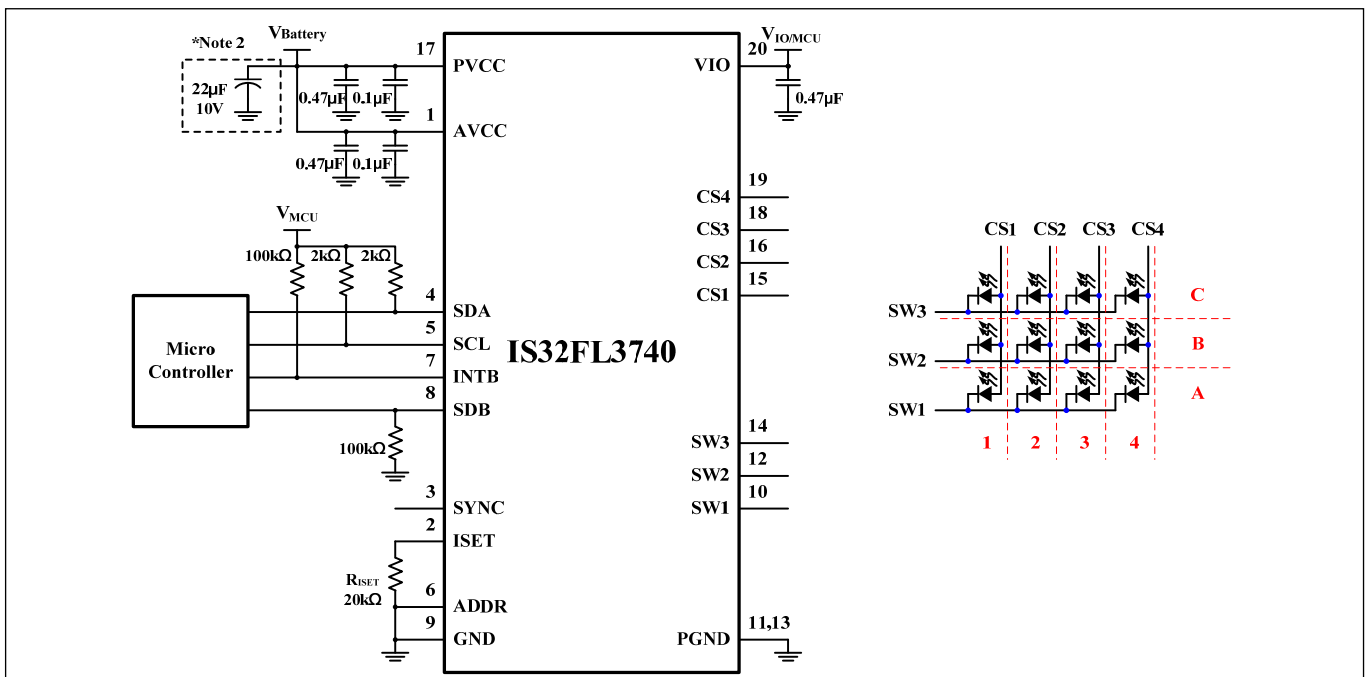 *Note 2
VBattery
22µF
10V
0.47µF
0.1µF
0.47µF
0.1µF
17
PVCC
1
AVCC
VMCU
100kΩ
2kΩ
2kΩ
Micro
Controller
4
SDA
5
SCL
7
INTB
8
SDB
100kΩ
3
SYNC
2
ISET
RISET
20kΩ
6
ADDR
9
GND
IS32FL3740
VIO/MCU
20
VIO
0.47µF
19
CS4
18
CS3
16
CS2
15
CS1
14
SW3
12
SW2
10
SW1
11,13
PGND
CS1 CS2 CS3 CS4
SW3
C
SW2
B
SW1
A
1 2 3 4